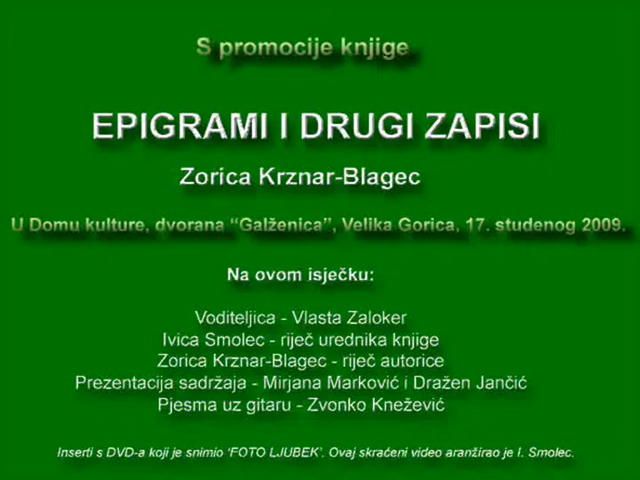 S promocije knjige
EPIGRAMI I DRUGI ZAPISI
Zorica Krznar-Blagec
U Domu kulture, dvorana “Galženica”, Velika Gorica, 17. studenog 2009.
Na ovom isječku:
Voditeljica - Vlasta Zaloker
Ivica Smolec - riječ urednika knjige
Zorica Krznar-Blagec - riječ autorice
Prezentacija sadržaja - Mirjana Marković i Dražen Jančić
Pjesma uz gitaru - Zvonko Knežević
Inserti s DVD-a koji je snimio ‘FOTO LJUBEK’. Ovaj skraćeni video aranžirao je I. Smolec.